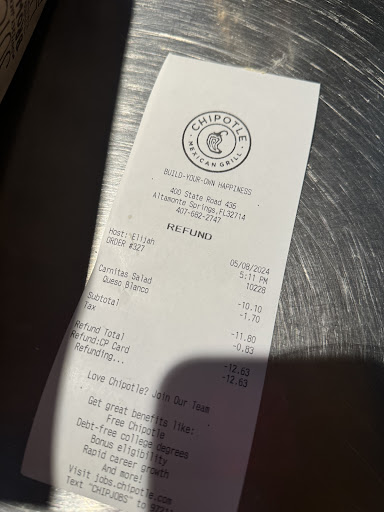 CHIPOTLE
MEXICAN GRILL
BUILD-YOUR-OWN HAPPINESS
400 State Road 436
Altamonte Springs,FL32714
407-682-2747
REFUND
Host: Elijah 05/08/2024
ORDER #327 5:11 PM
10228
Carnitas Salad -10.10
Queso Blanco -1.70
Subtotal -11.80
Tax -0.83
Refund Total -12.63
Refund:CP Card -12.63
Refunding...
Love Chipotle? Join Our Team
Get great benefits like:
Free Chipotle
Debt-free college degrees
Bonus eligibility
Rapid career growth
And more!
Visit jobs.chipotle.com
Text "CHIPJOBS" to